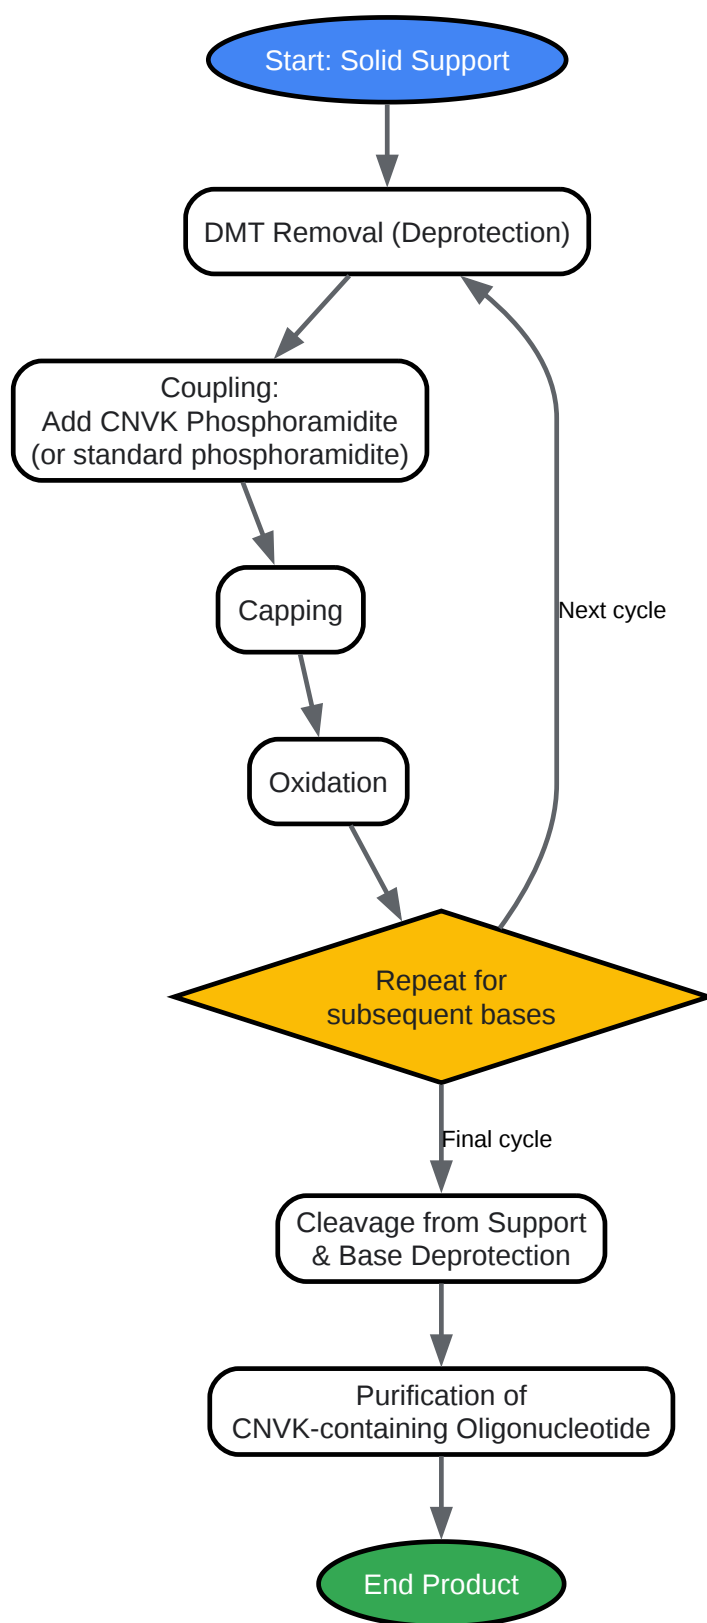 Start: Solid Support
DMT Removal (Deprotection)
Coupling:
Add CNVK Phosphoramidite
(or standard phosphoramidite)
Capping
Next cycle
Oxidation
Repeat for
subsequent bases
Final cycle
Cleavage from Support
& Base Deprotection
Purification of
CNVK-containing Oligonucleotide
End Product